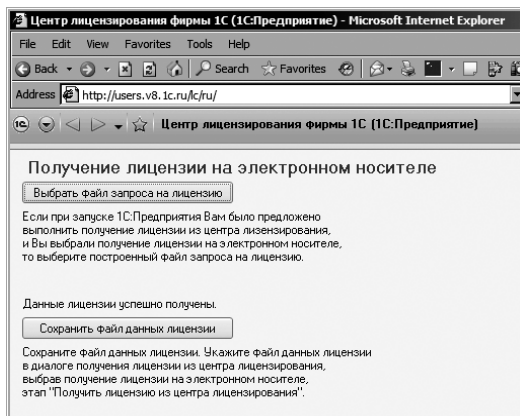 Центр лицензирования фирмы 1С (1С:Предприятие) - Microsoft Internet Explorer
File Edit View Favorites Tools Help
Back Search Favorites
Address http://users.v8.1c.ru/lc/ru/
1С Центр лицензирования фирмы 1С (1С:Предприятие)
Получение лицензии на электронном носителе
Выбрать файл запроса на лицензию
Если при запуске 1С:Предприятия Вам было предложено
выполнить получение лицензии из центра лизензирования,
и Вы выбрали получение лицензии на электронном носителе,
то выберите построенный файл запроса на лицензию.
Данные лицензии успешно получены.
Сохранить файл данных лицензии
Сохраните файл данных лицензии. Укажите файл данных лицензии
в диалоге получения лицензии из центра лицензирования,
выбрав получение лицензии на электронном носителе,
этап "Получить лицензию из центра лицензирования".